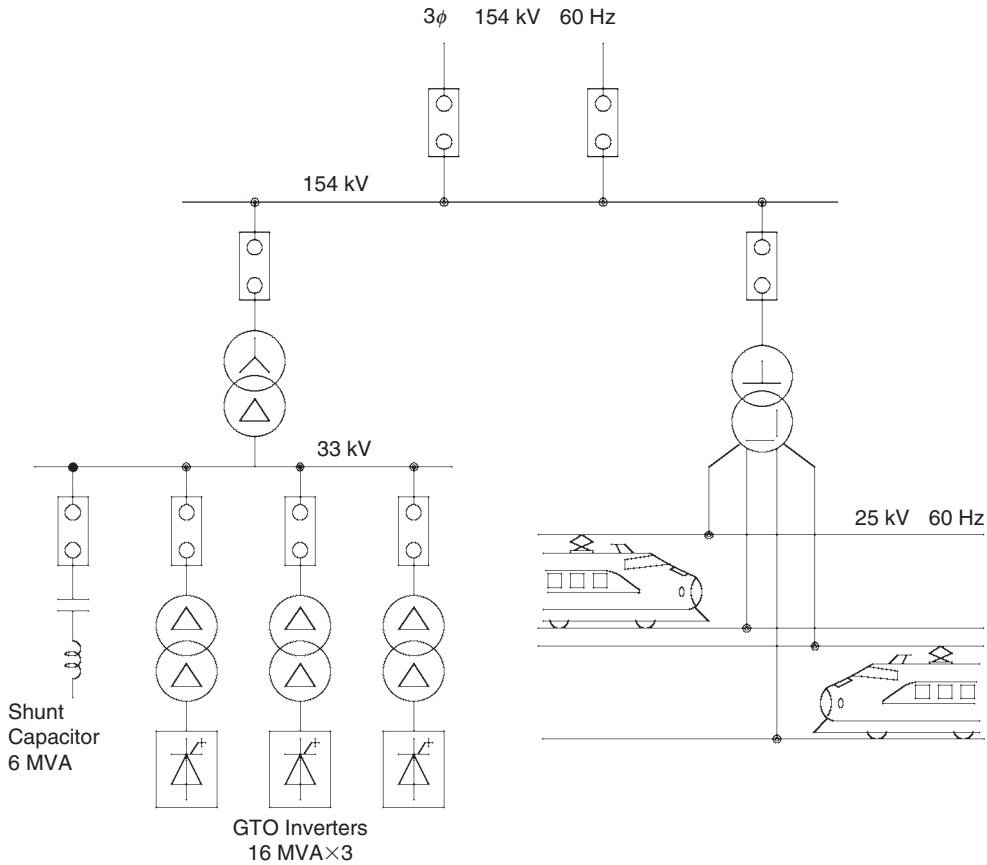 3ϕ 154 kV 60 Hz
154 kV
33 kV
25 kV 60 Hz
Shunt
Capacitor
6 MVA
GTO Inverters
16 MVA×3